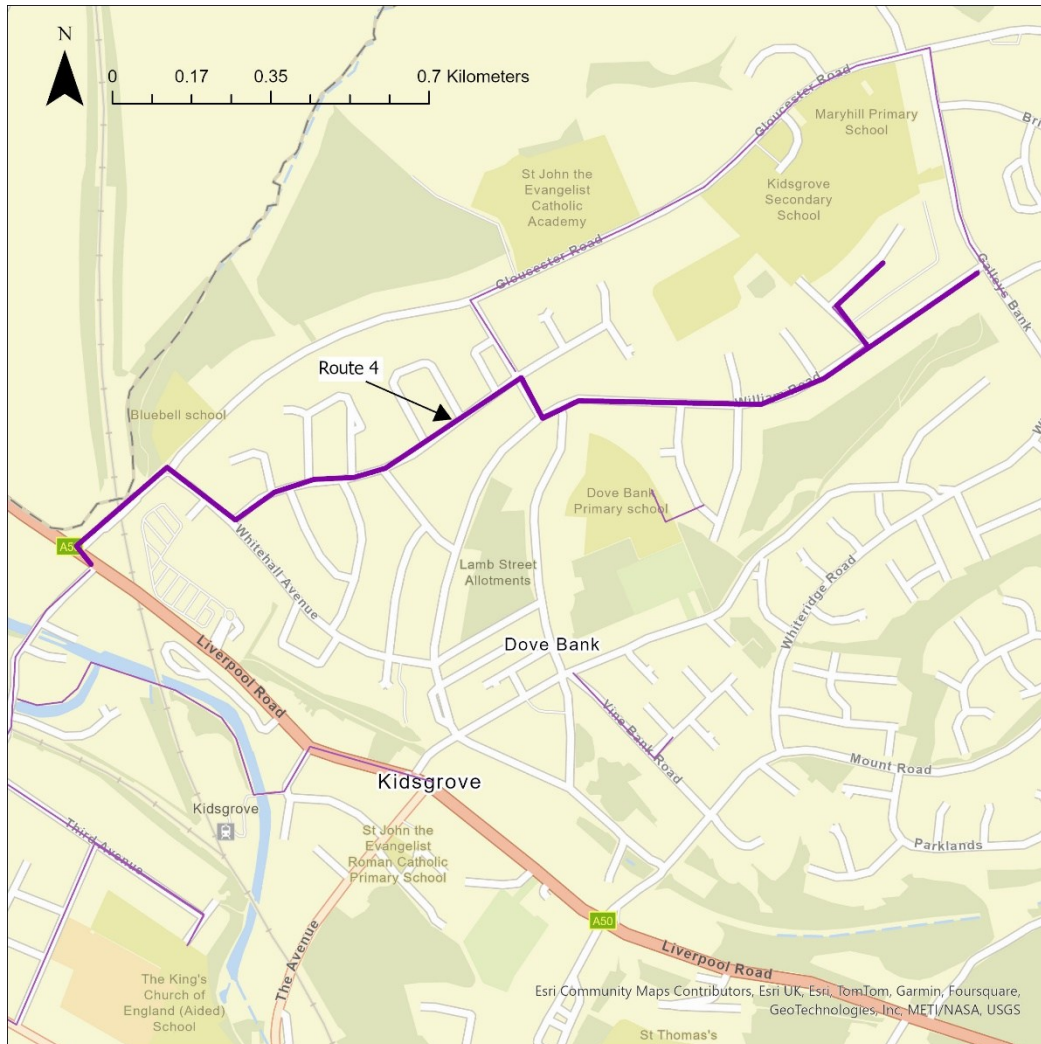 N
0 0.17 0.35 0.7 Kilometers
Gloucester Road
Maryhill Primary
School
St John the
Evangelist
Catholic
Academy
Kidsgrove
Secondary
School
Gloucester Road
Galleys Bank
Route 4
William Road
Bluebell school
Dove Bank
Primary school
A5
Whitehall Avenue
Lamb Street
Allotments
Whiteridge Road
Dove Bank
Liverpool Road
Vine Bank Road
Mount Road
Kidsgrove
Kidsgrove
St John the
Evangelist
Roman Catholic
Primary School
Third Avenue
Parklands
A50
The Avenue
Liverpool Road
The King's
Church of
England (Aided)
School
Esri Community Maps Contributors, Esri UK, Esri, TomTom, Garmin, Foursquare,
GeoTechnologies, Inc, METI/NASA, USGS
St Thomas's